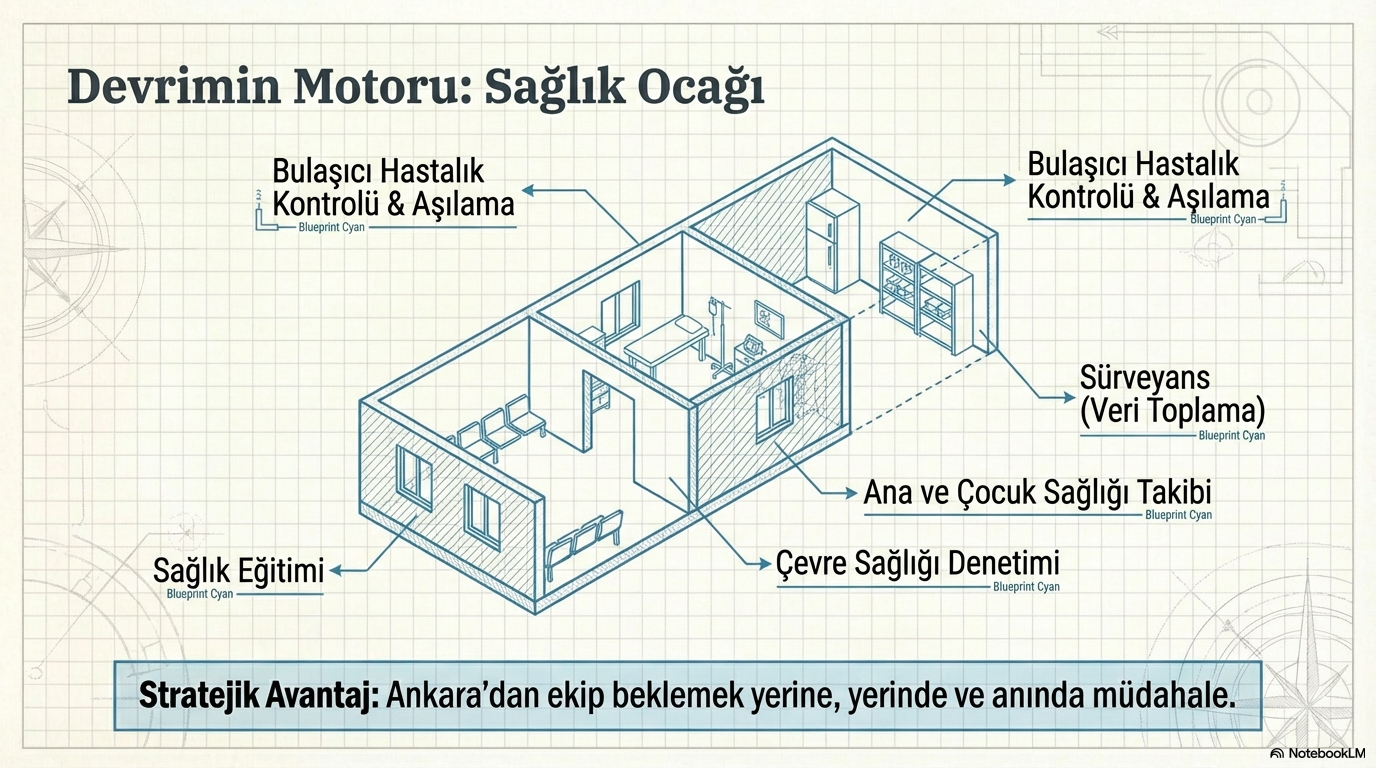 Devrimin Motoru: Sağlık Ocağı
Bulaşıcı Hastalık
Kontrolü & Aşılama
Blueprint Cyan
Bulaşıcı Hastalık
Kontrolü & Aşılama
Blueprint Cyan
Sürveyans
(Veri Toplama)
Blueprint Cyan
Ana ve Çocuk Sağlığı Takibi
Blueprint Cyan
Çevre Sağlığı Denetimi
Blueprint Cyan
Sağlık Eğitimi
Blueprint Cyan
Stratejik Avantaj: Ankara’dan ekip beklemek yerine, yerinde ve anında müdahale.
NotebookLM